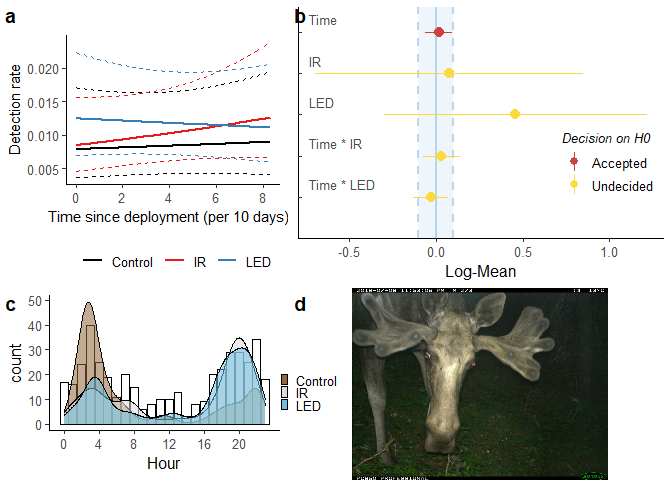 a
Detection rate
0.020
0.015
0.010
0.005
0 2 4 6 8
Time since deployment (per 10 days)
Control IR LED
b
Time
IR
LED
Time * IR
Time * LED
Decision on H0
Accepted
Undecided
-0.5 0.0 0.5 1.0
Log-Mean
c
count
50
40
30
20
10
0
0 4 8 12 16 20
Hour
Control
IR
LED
d
PC850 PROFESSIONAL